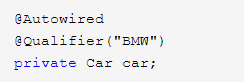 @Autowired
@Qualifier("BMW")
private Car car;